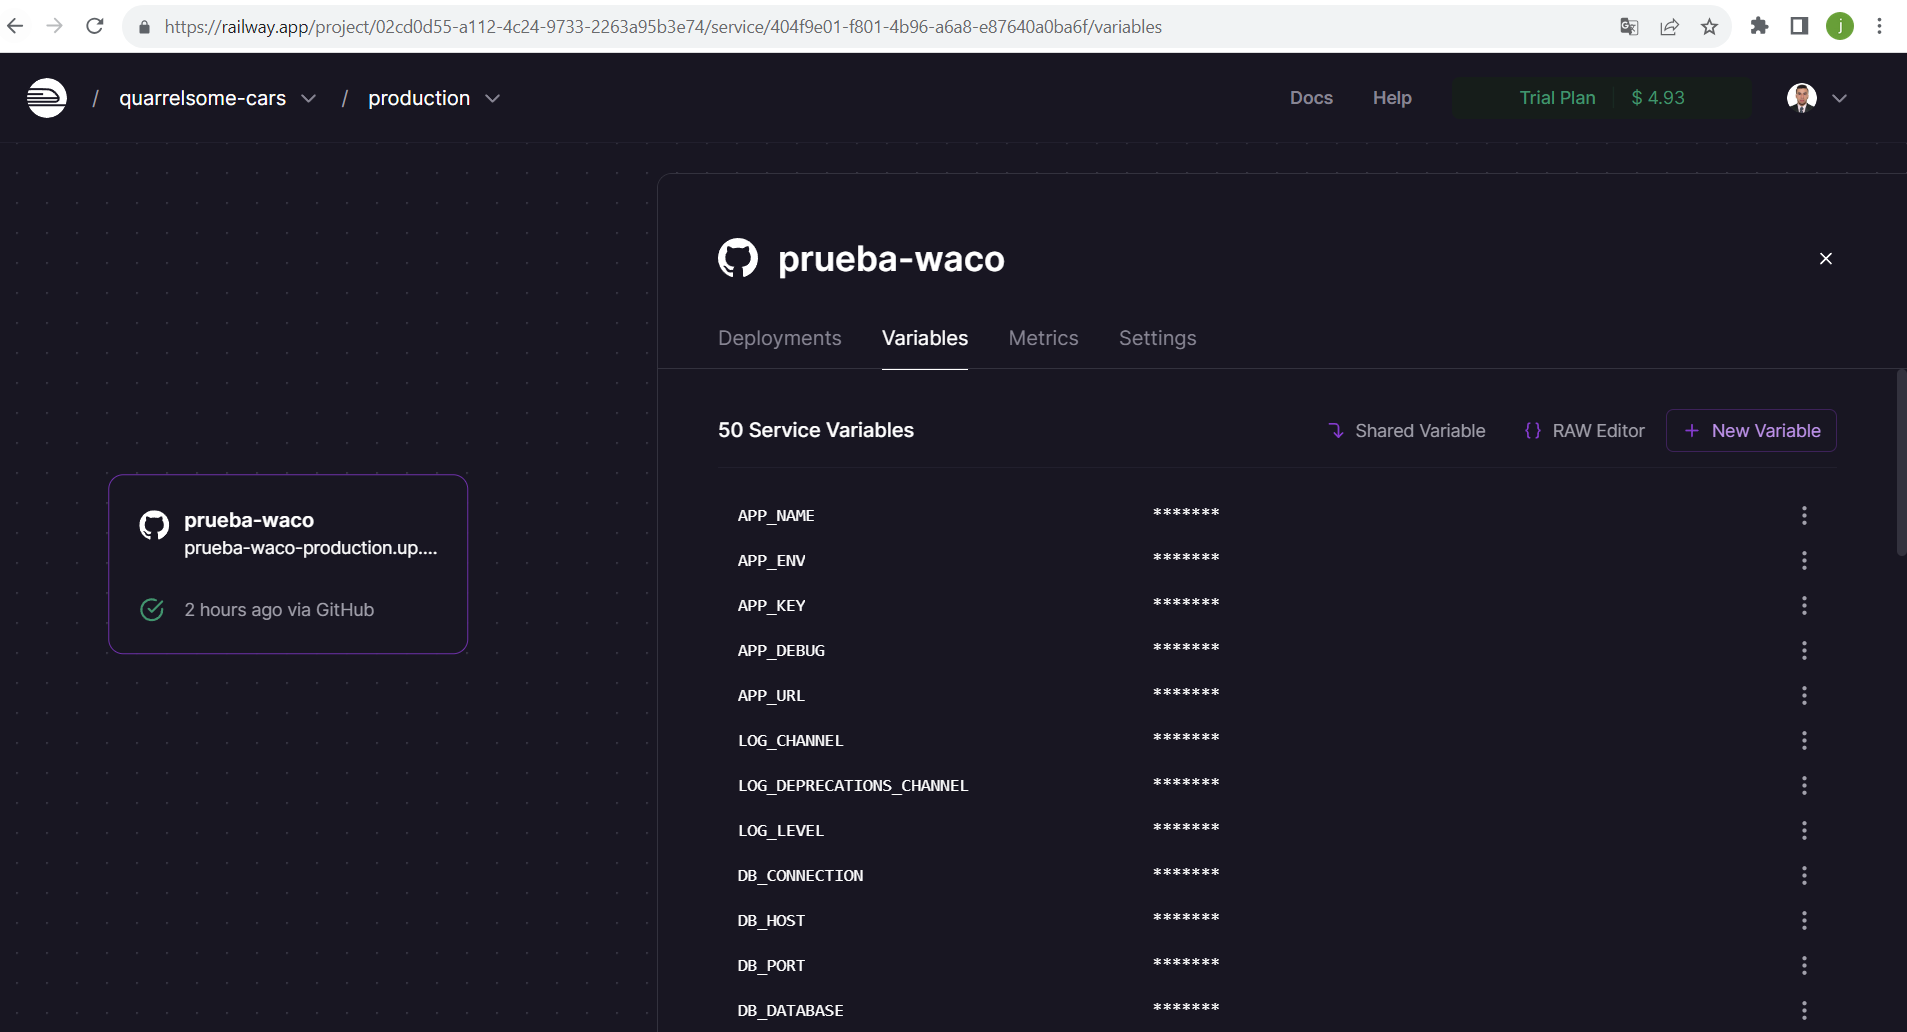 https://railway.app/project/02cd0d55-a112-4c24-9733-2263a95b3e74/service/404f9e01-f801-4b96-a6a8-e87640a0ba6f/variables
j
/ quarrelsome-cars / production
Docs Help Trial Plan $ 4.93
prueba-waco
Deployments Variables Metrics Settings
50 Service Variables Shared Variable {} RAW Editor + New Variable
prueba-waco
prueba-waco-production.up....
2 hours ago via GitHub
APP_NAME *******
APP_ENV *******
APP_KEY *******
APP_DEBUG *******
APP_URL *******
LOG_CHANNEL *******
LOG_DEPRECATIONS_CHANNEL *******
LOG_LEVEL *******
DB_CONNECTION *******
DB_HOST *******
DB_PORT *******
DB_DATABASE *******